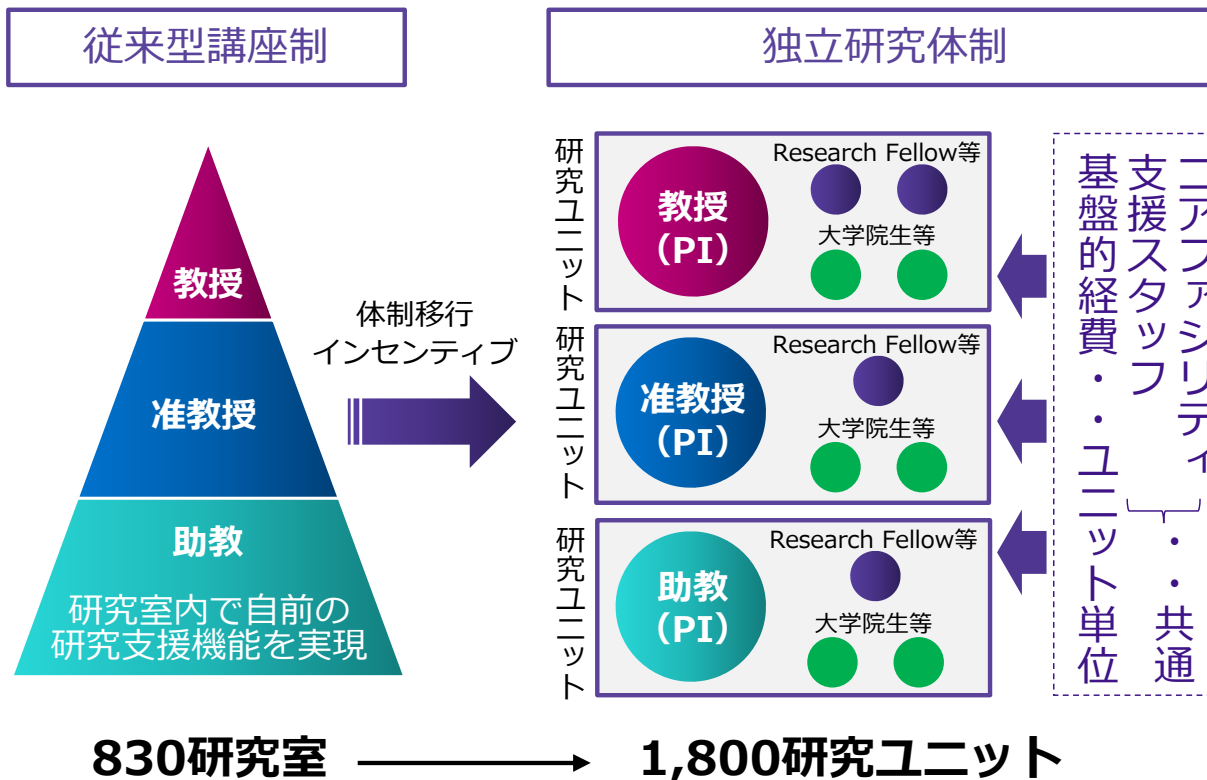 従来型講座制
独立研究体制
教授
准教授
助教
研究室内で自前の
研究支援機能を実現
体制移行
インセンティブ
研究ユニット
教授
（PI）
Research Fellow等
大学院生等
研究ユニット
准教授
（PI）
Research Fellow等
大学院生等
研究ユニット
助教
（PI）
Research Fellow等
大学院生等
コアファシリティ
支援スタッフ
・・共通
基盤的経費・・ユニット単位
830研究室
1,800研究ユニット